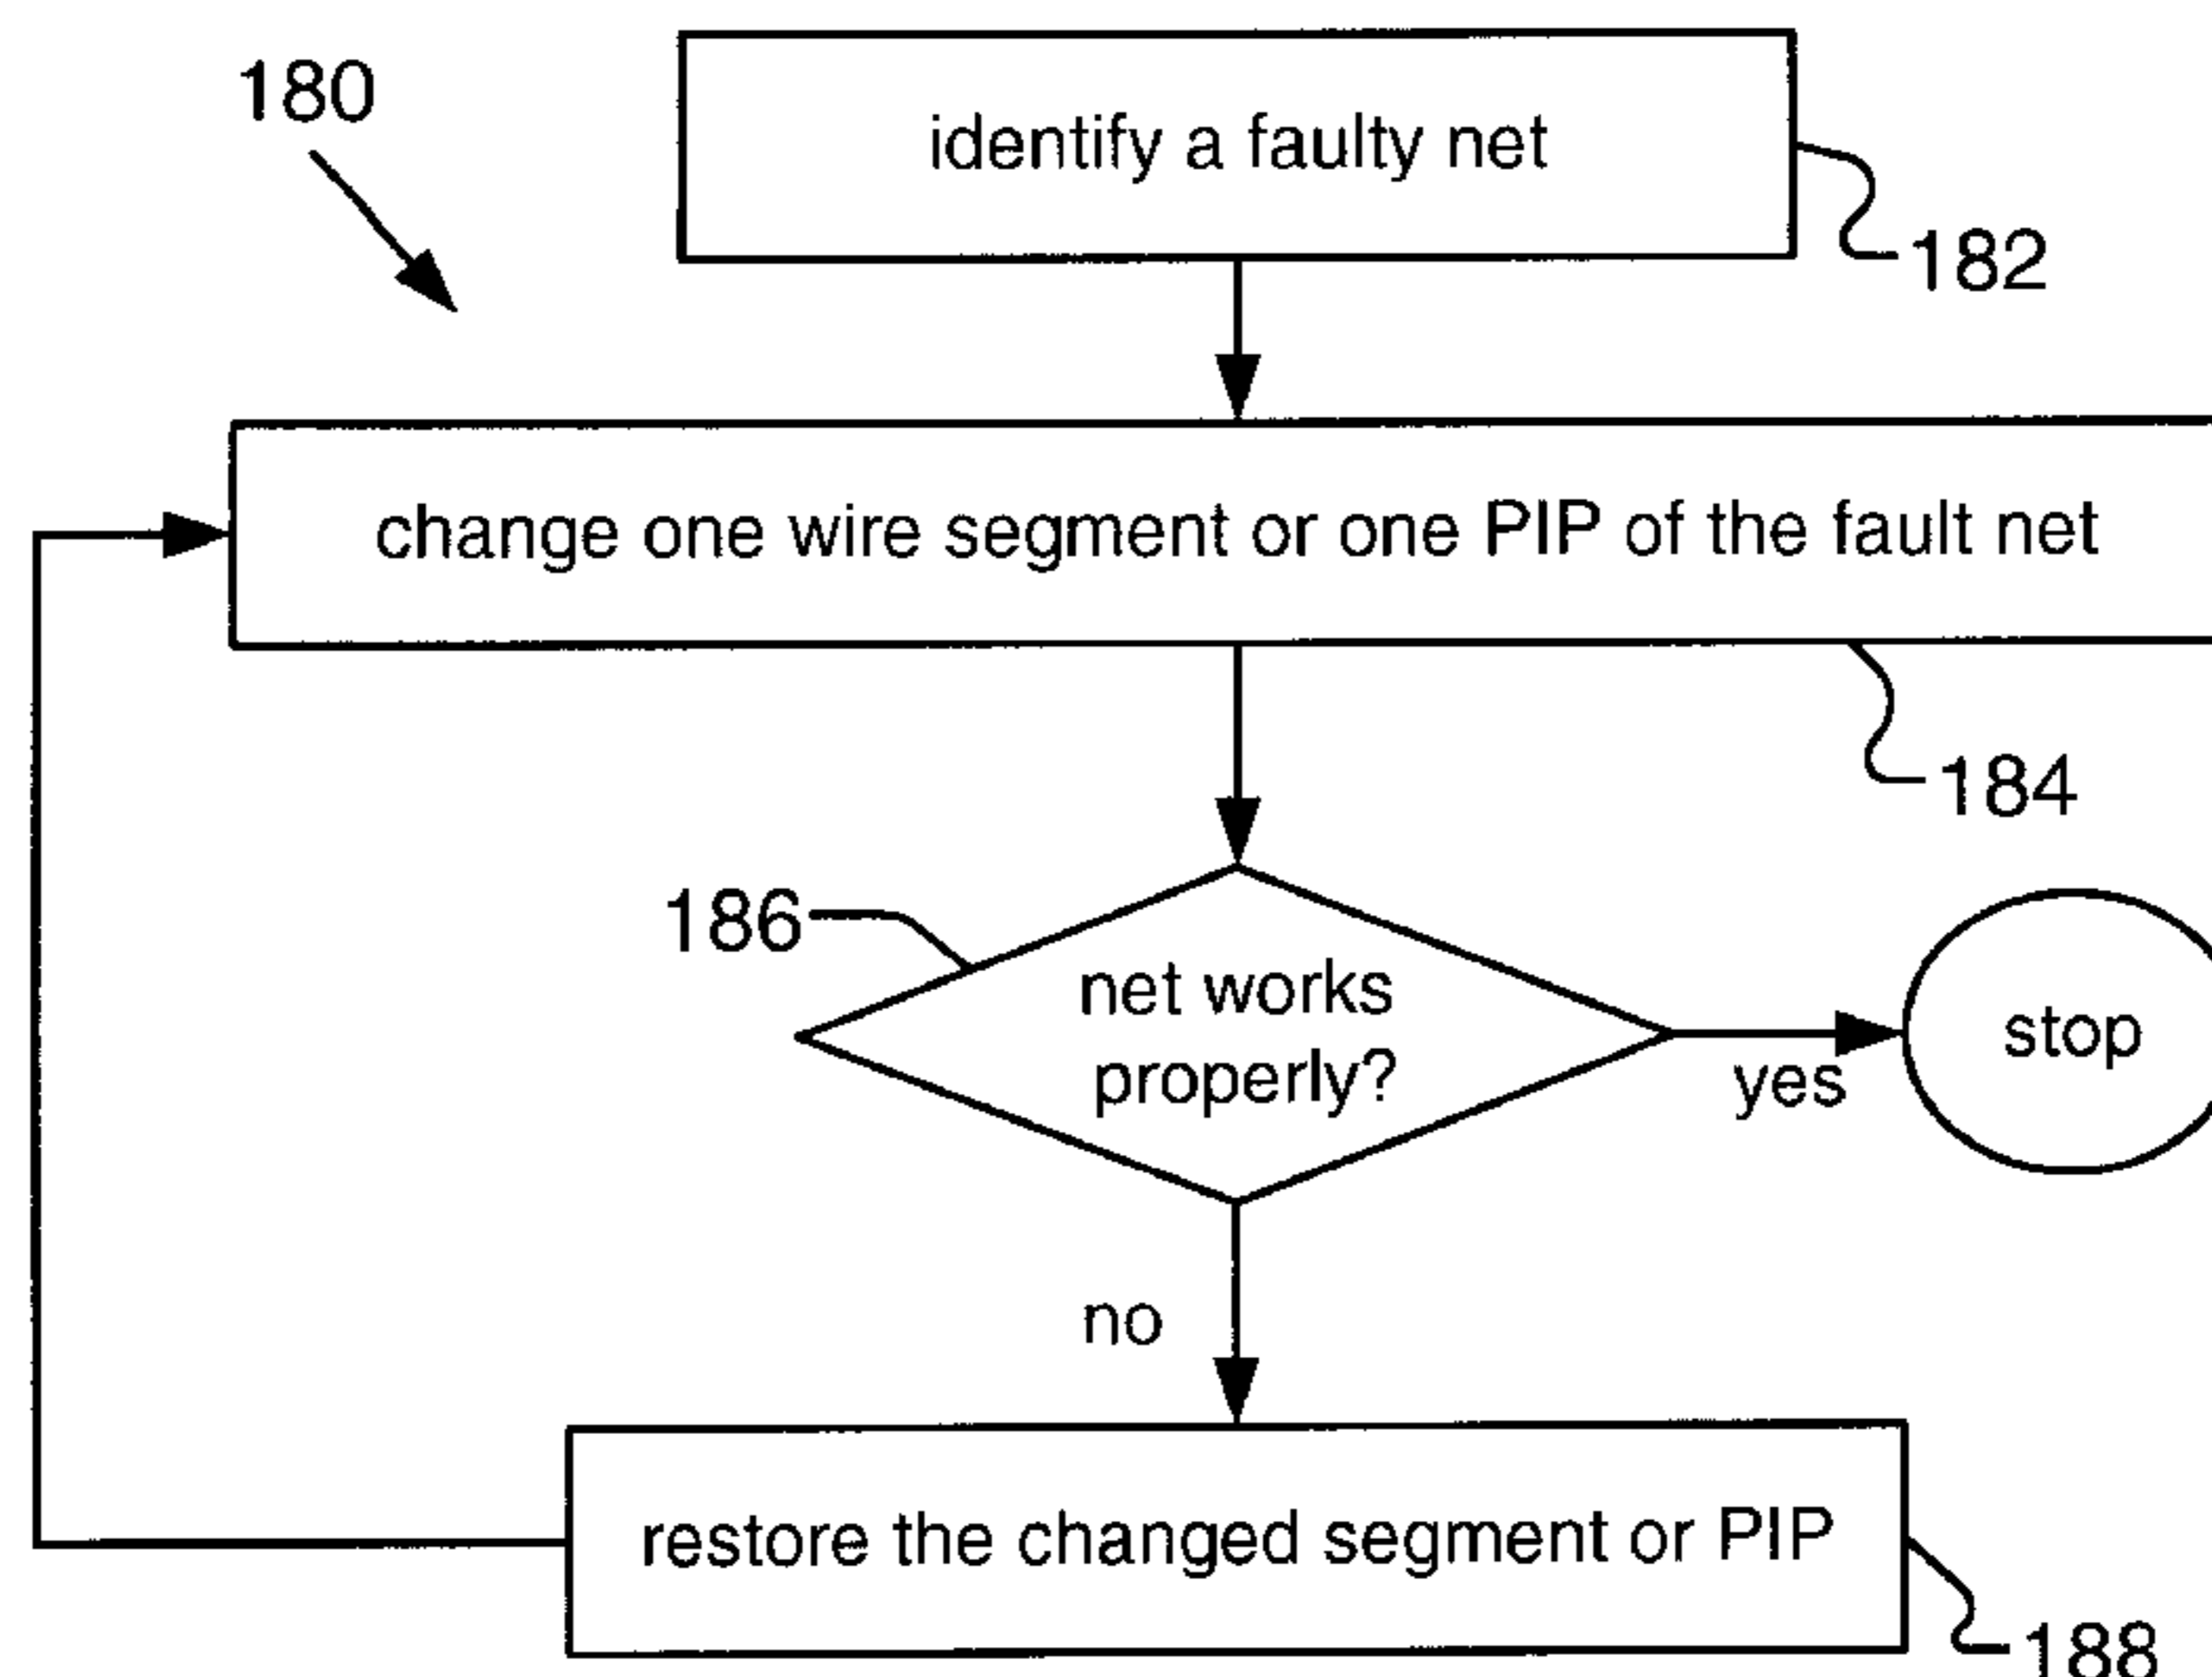 180
identify a faulty net
182
change one wire segment or one PIP of the fault net
184
186
net works
properly?
yes
stop
no
restore the changed segment or PIP
188